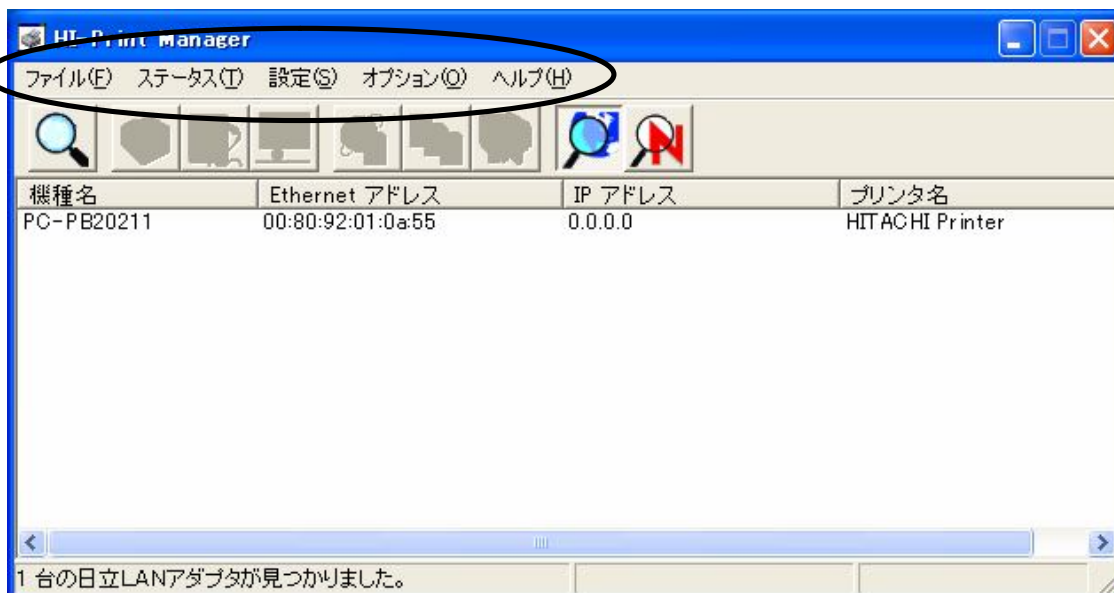 HI-Print Manager
ファイル(F) ステータス(T) 設定(S) オプション(O) ヘルプ(H)
機種名 Ethernet アドレス IP アドレス プリンタ名
PC-PB20211 00:80:92:01:0a:55 0.0.0.0 HITACHI Printer
1 台の日立LANアダプタが見つかりました。